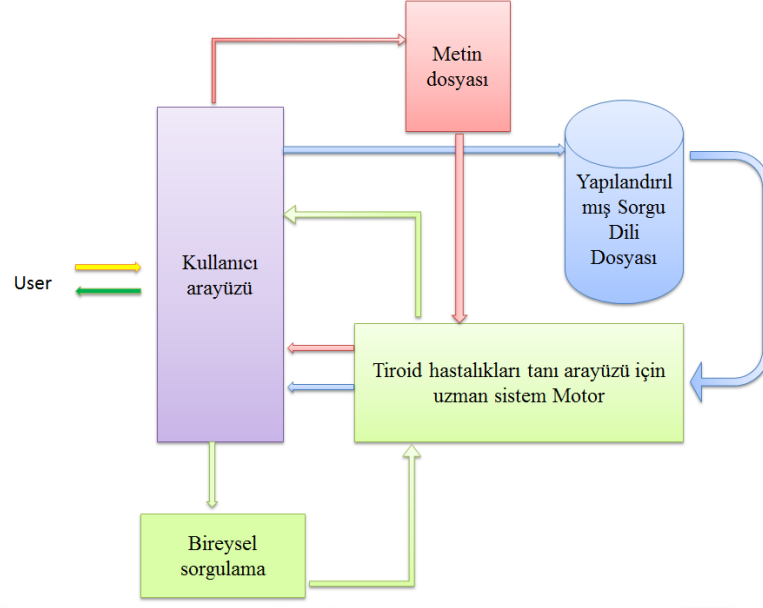 Metin
dosyası
Yapılandırıl
mış Sorgu
Dili
Dosyası
Kullanıcı
arayüzü
User
Tiroid hastalıkları tanı arayüzü için
uzman sistem Motor
Bireysel
sorgulama